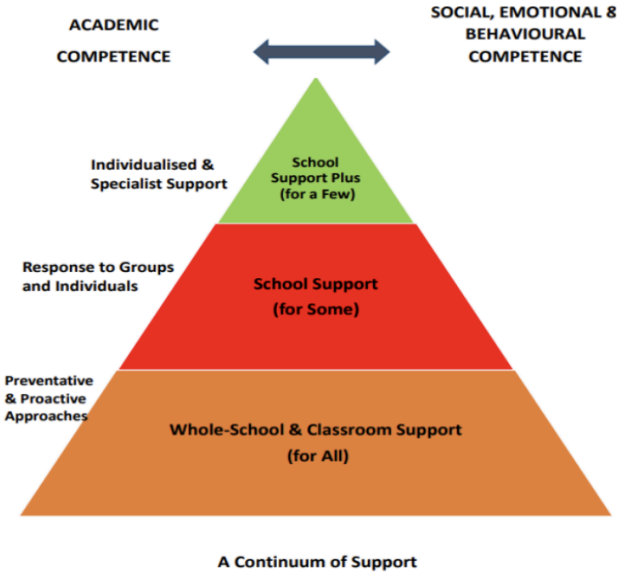 ACADEMIC
COMPETENCE
SOCIAL, EMOTIONAL &
BEHAVIOURAL
COMPETENCE
Individualised &
Specialist Support
School
Support Plus
(for a Few)
Response to Groups
and Individuals
School Support
(for Some)
Preventative
& Proactive
Approaches
Whole-School & Classroom Support
(for All)
A Continuum of Support